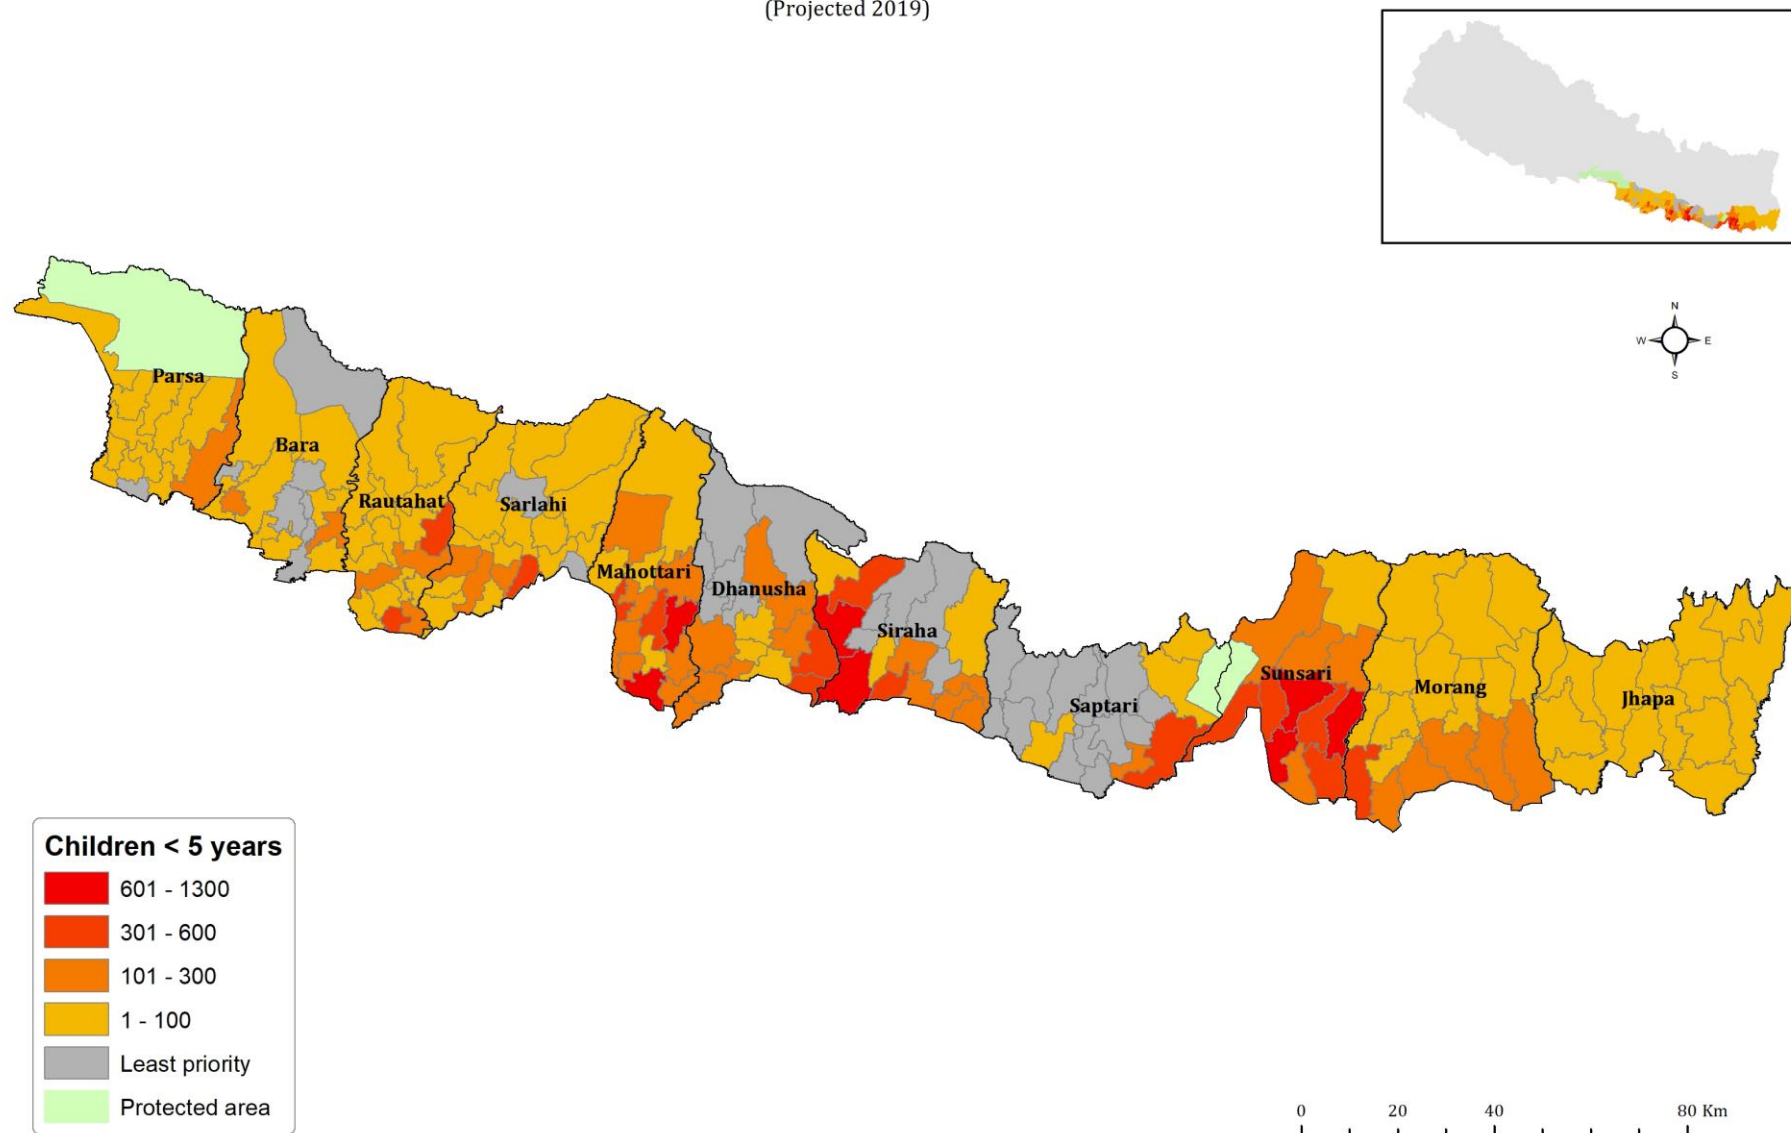 (Projected 2019)
N
W E
S
Parsa
Bara
Rautahat
Sarlahi
Mahottari
Dhanusha
Siraha
Saptari
Sunsari
Morang
Jhapa
Children < 5 years
601 - 1300
301 - 600
101 - 300
1 - 100
Least priority
Protected area
0 20 40 80 Km